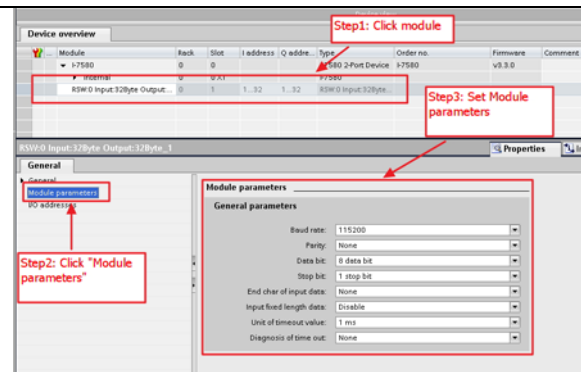 Step1: Click module
Device overview
... Module Rack Slot I address Q addre... Type Order no. Firmware Comment
I-7580 0 0 I-7580 2-Port Device I-7580 v3.3.0
Internal 0 0 X1 I-7580
RSW:0 Input:32Byte Output:... 0 1 1...32 1...32 RSW:0 Input:32Byte...
Step3: Set Module
parameters
RSW:0 Input:32Byte Output:32Byte_1
Properties
General
General
Module parameters
I/O addresses
Step2: Click "Module
parameters"
Module parameters
General parameters
Baud rate: 115200
Parity: None
Data bit: 8 data bit
Stop bit: 1 stop bit
End char of input data: None
Input fixed length data: Disable
Unit of timeout value: 1 ms
Diagnosis of time out: None